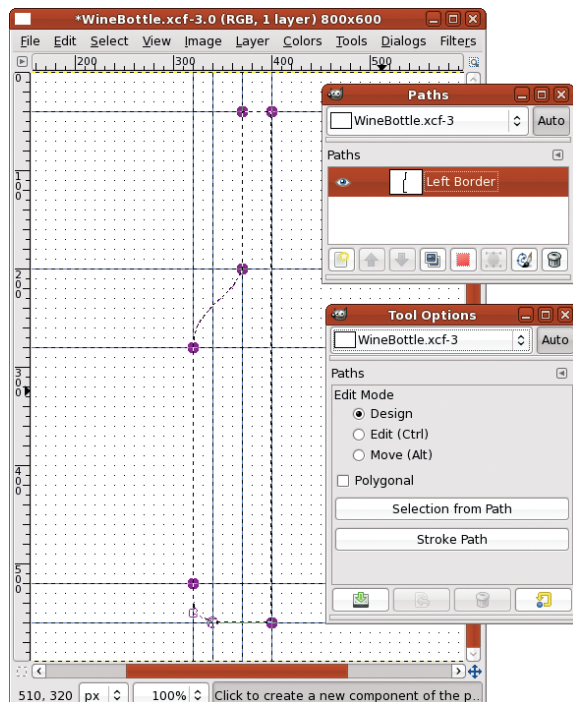 *WineBottle.xcf-3.0 (RGB, 1 layer) 800x600
File Edit Select View Image Layer Colors Tools Dialogs Filters
200 300 400 500
0
100
200
300
400
500
Paths
WineBottle.xcf-3 Auto
Paths
Left Border
Tool Options
WineBottle.xcf-3 Auto
Paths
Edit Mode
Design
Edit (Ctrl)
Move (Alt)
Polygonal
Selection from Path
Stroke Path
510, 320 px 100% Click to create a new component of the p..